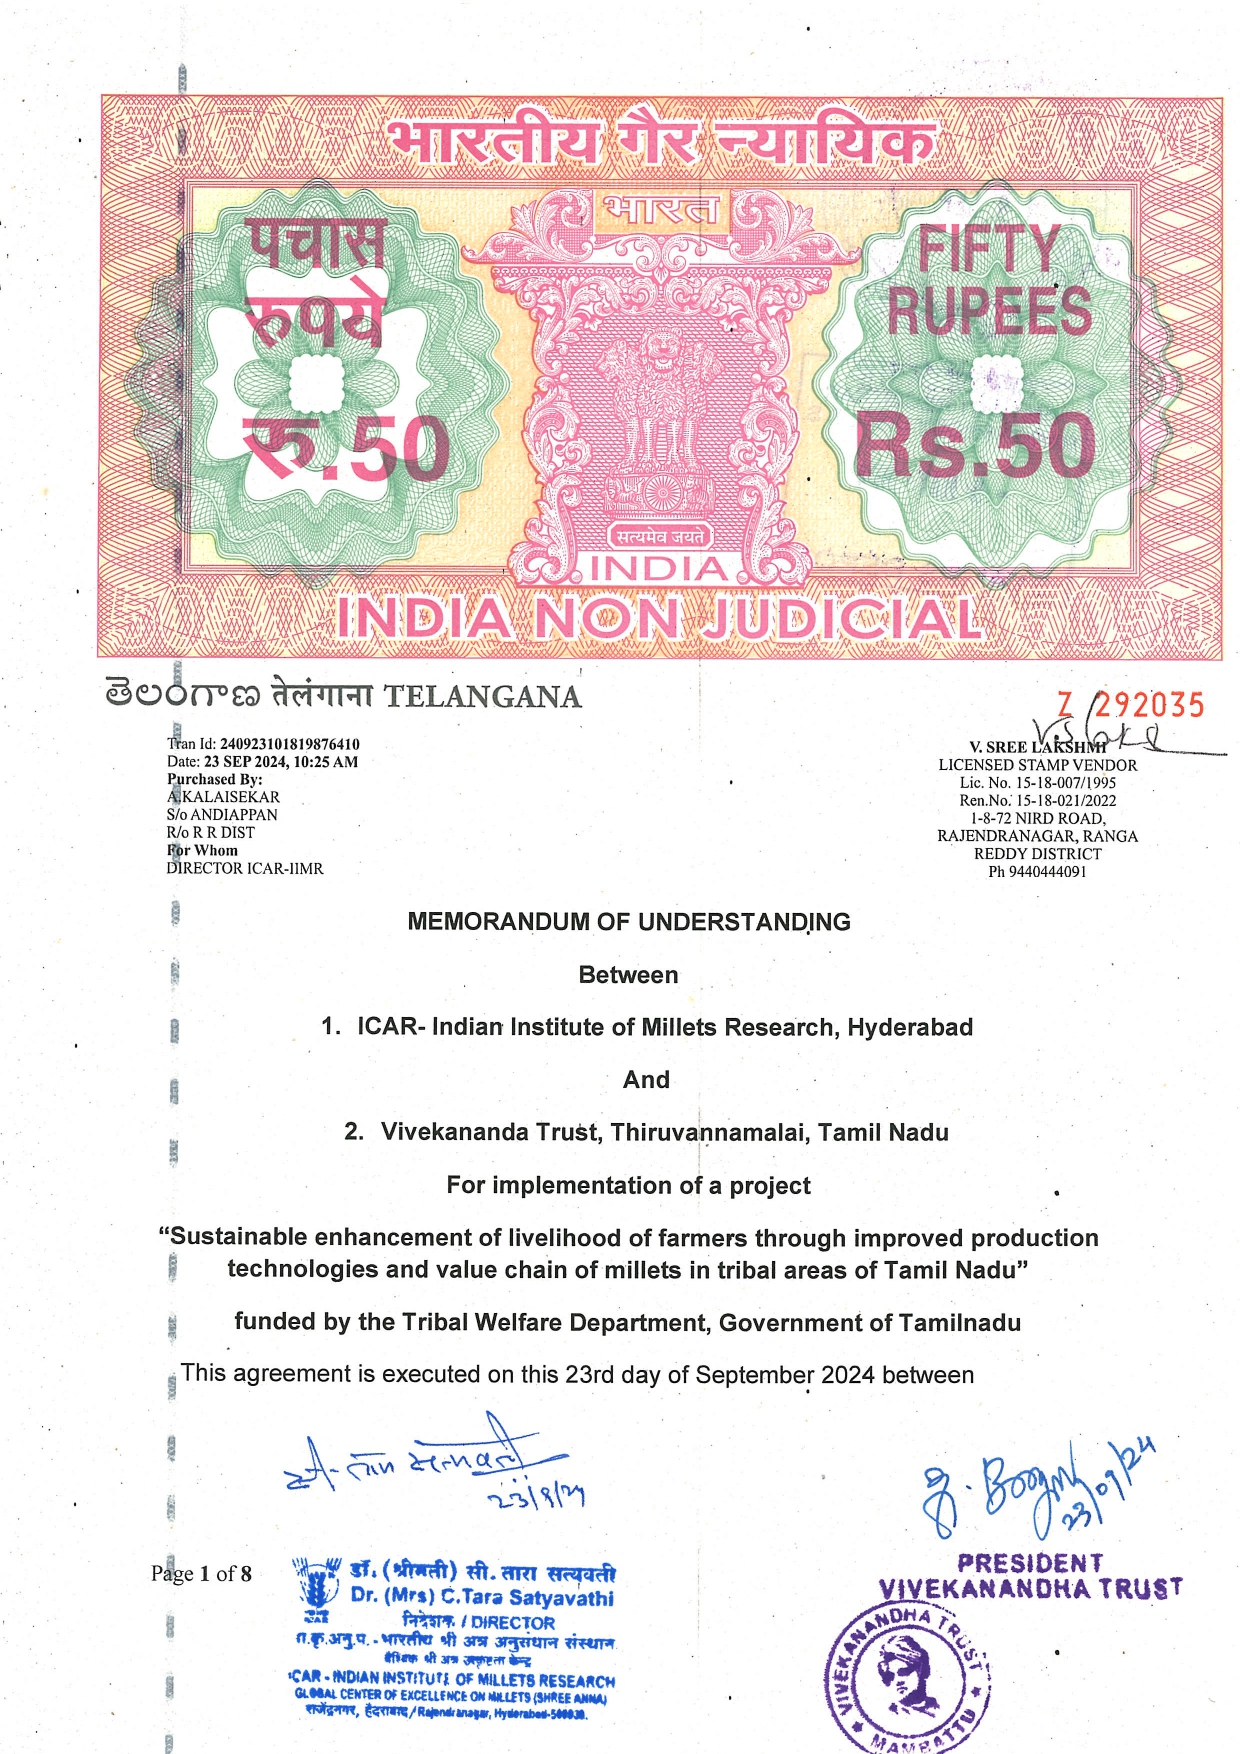 भारतीय गैर न्यायिक
भारत
पचास
रुपये
रु.50
FIFTY
RUPEES
Rs.50
सत्यमेव जयते
INDIA
INDIA NON JUDICIAL
తెలంగాణ तेलंगाना TELANGANA
Z 292035
Tran Id: 240923101819876410
Date: 23 SEP 2024, 10:25 AM
Purchased By:
A.KALAISEKAR
S/o ANDIAPPAN
R/o R R DIST
For Whom
DIRECTOR ICAR-IIMR
V. SREE LAKSHMI
LICENSED STAMP VENDOR
Lic. No. 15-18-007/1995
Ren.No. 15-18-021/2022
1-8-72 NIRD ROAD,
RAJENDRANAGAR, RANGA
REDDY DISTRICT
Ph 9440444091
MEMORANDUM OF UNDERSTANDING
Between
1. ICAR- Indian Institute of Millets Research, Hyderabad
And
2. Vivekananda Trust, Thiruvannamalai, Tamil Nadu
For implementation of a project
“Sustainable enhancement of livelihood of farmers through improved production
technologies and value chain of millets in tribal areas of Tamil Nadu”
funded by the Tribal Welfare Department, Government of Tamilnadu
This agreement is executed on this 23rd day of September 2024 between
23/9/24
23/09/24
Page 1 of 8
डॉ. (श्रीमती) सी. तारा सत्यवती
Dr. (Mrs) C.Tara Satyavathi
निदेशक / DIRECTOR
भारतीय श्री अन्न अनुसंधान संस्थान
ICAR - INDIAN INSTITUTE OF MILLETS RESEARCH
GLOBAL CENTER OF EXCELLENCE ON MILLETS (SHREE ANNA)
राजेंद्रनगर, हैदराबाद / Rajendranagar, Hyderabad-500030.
PRESIDENT
VIVEKANANDHA TRUST
VIVEKANANDHA TRUST
MAMBATTU